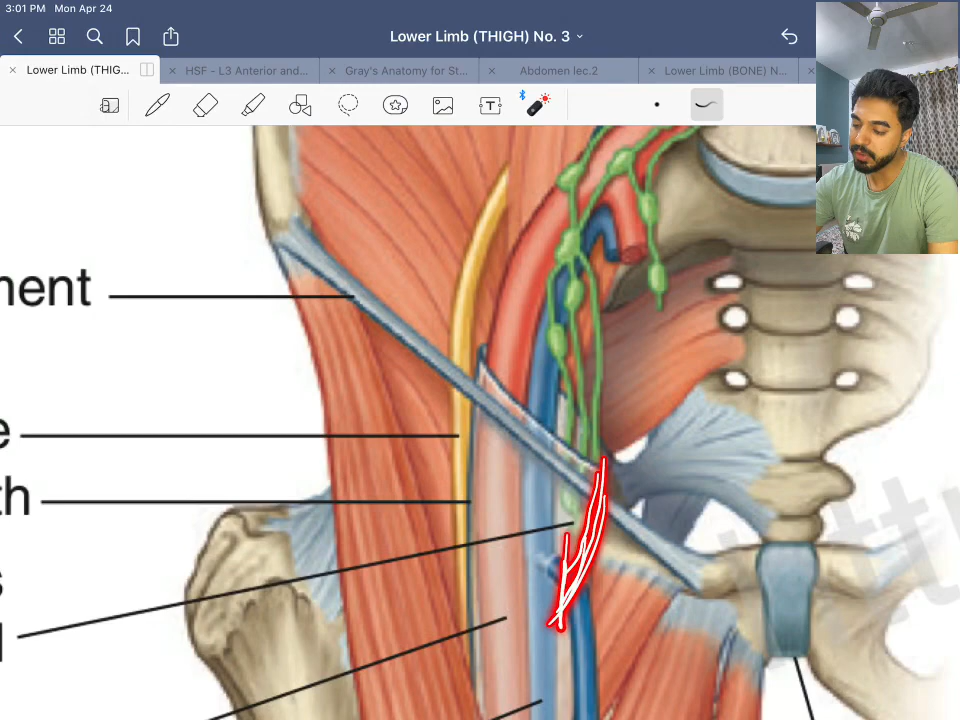 3:01 PM Mon Apr 24
Lower Limb (THIGH) No. 3
Lower Limb (THIG...
HSF - L3 Anterior and...
Gray's Anatomy for St...
Abdomen lec.2
Lower Limb (BONE) N...
T
ment
e
th
s
l